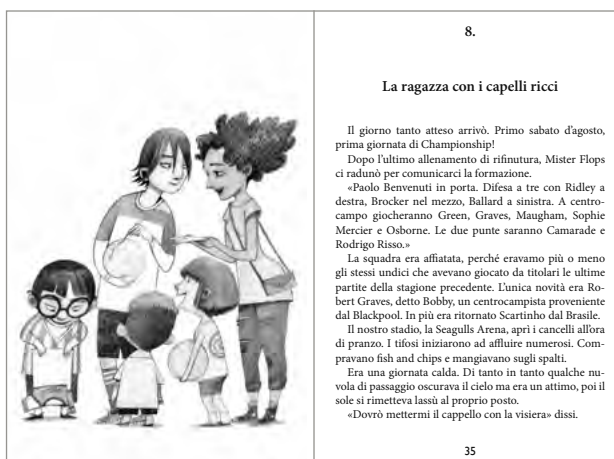 8.
La ragazza con i capelli ricci
Il giorno tanto atteso arrivò. Primo sabato d’agosto,
prima giornata di Championship!
Dopo l’ultimo allenamento di rifinitura, Mister Flops
ci radunò per comunicarci la formazione.
«Paolo Benvenuti in porta. Difesa a tre con Ridley a
destra, Brocker nel mezzo, Ballard a sinistra. A centro-
campo giocheranno Green, Graves, Maugham, Sophie
Mercier e Osborne. Le due punte saranno Camarade e
Rodrigo Risso.»
La squadra era affiatata, perché eravamo più o meno
gli stessi undici che avevano giocato da titolari le ultime
partite della stagione precedente. L’unica novità era Ro-
bert Graves, detto Bobby, un centrocampista proveniente
dal Blackpool. In più era ritornato Scartinho dal Brasile.
Il nostro stadio, la Seagulls Arena, aprì i cancelli all’ora
di pranzo. I tifosi iniziarono ad affluire numerosi. Com-
pravano fish and chips e mangiavano sugli spalti.
Era una giornata calda. Di tanto in tanto qualche nu-
vola di passaggio oscurava il cielo ma era un attimo, poi il
sole si rimetteva lassù al proprio posto.
«Dovrò mettermi il cappello con la visiera» dissi.
35